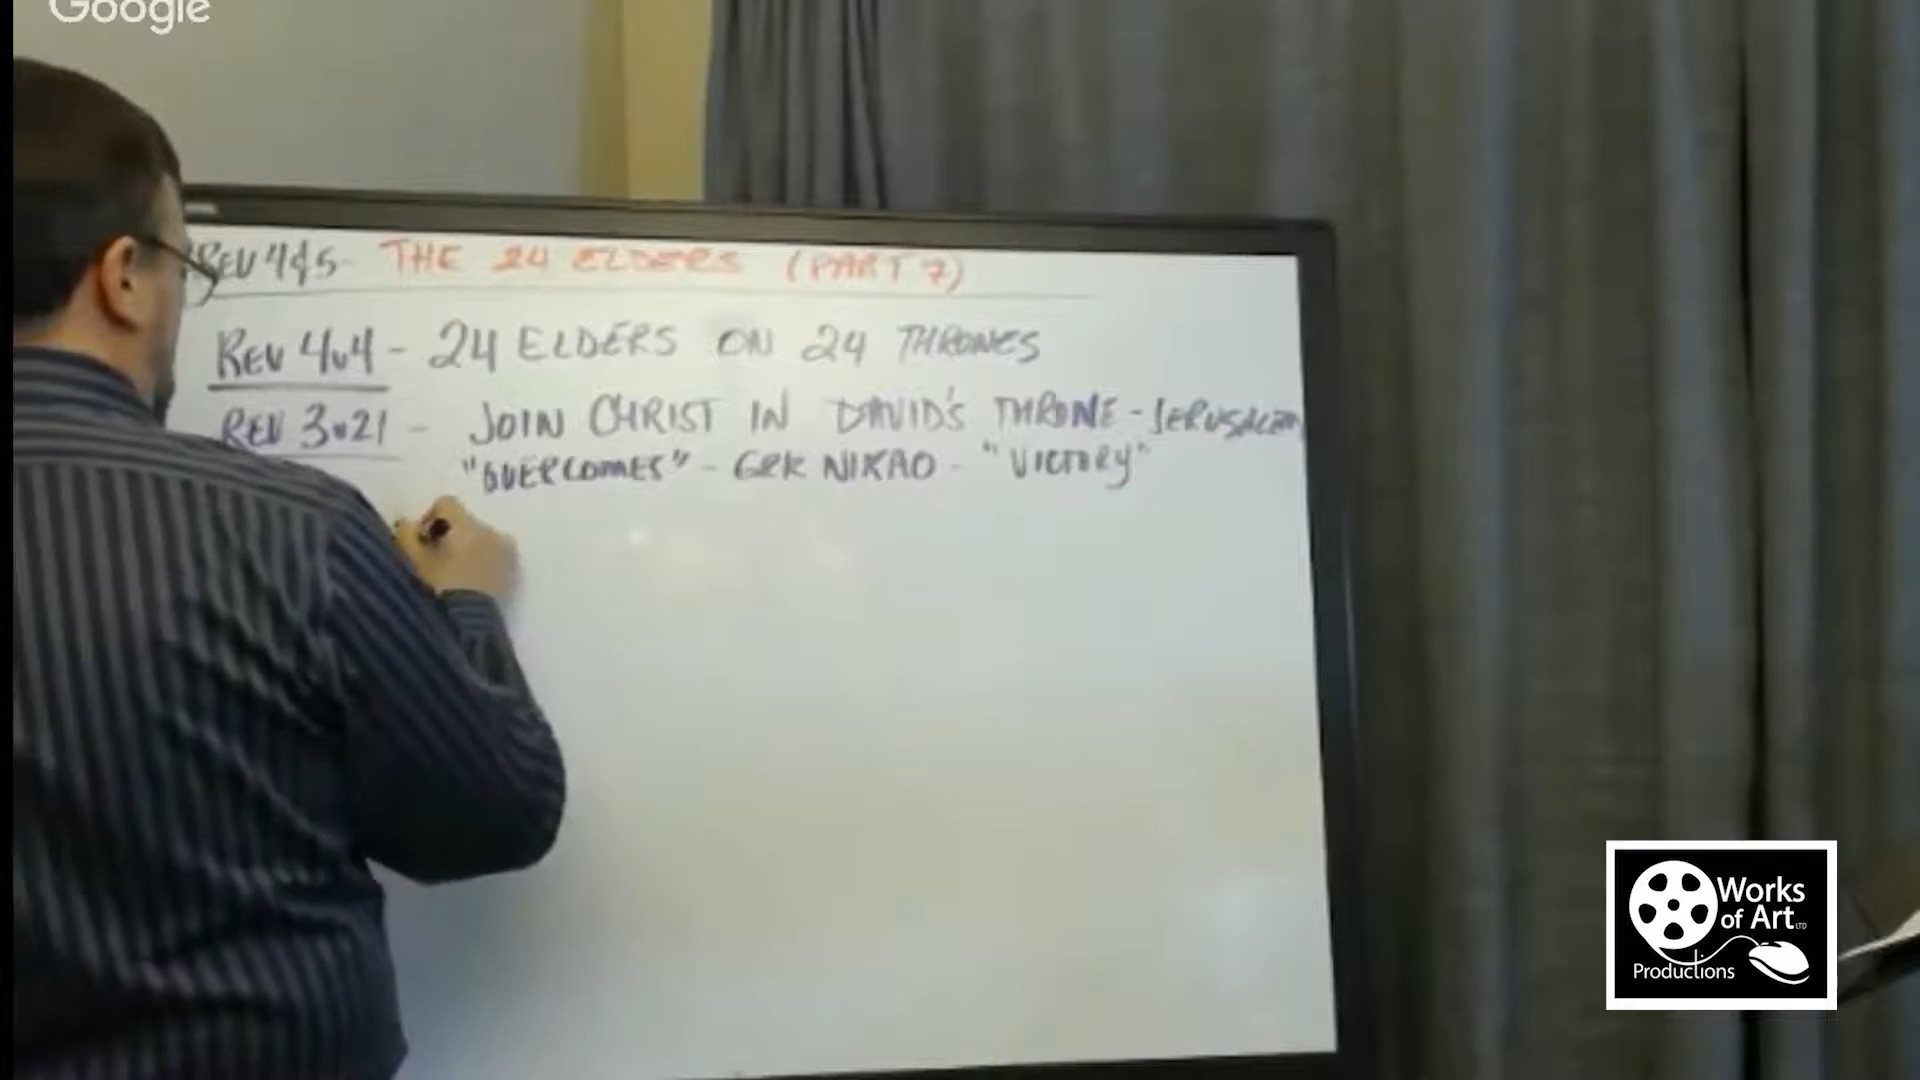 Google
REV 4&5- THE 24 ELDERS (PART 7)
REV 4v4 - 24 ELDERS ON 24 THRONES
REV 3v21 - JOIN CHRIST IN DAVID'S THRONE - JERUSALEM
"OVERCOMES" - GRK NIKAO - "VICTORY"
Works
of Art LTD
Productions